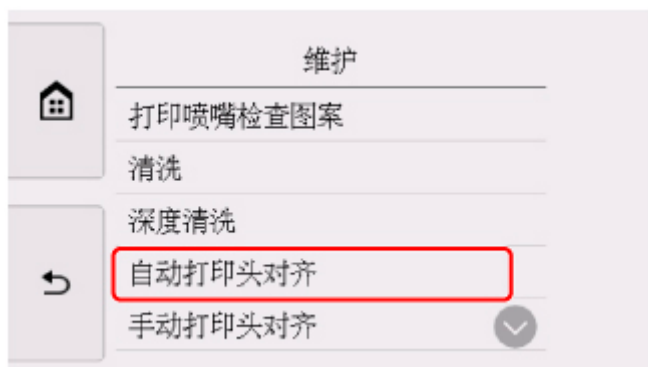 维护
打印喷嘴检查图案
清洗
深度清洗
自动打印头对齐
手动打印头对齐